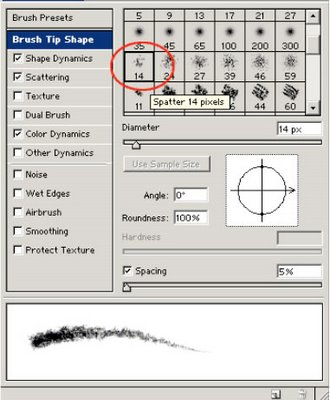 Brush Presets
Brush Tip Shape
Shape Dynamics
Scattering
Texture
Dual Brush
Color Dynamics
Other Dynamics
Noise
Wet Edges
Airbrush
Smoothing
Protect Texture
5 9 13 17 21 27
35 45 65 100 200 300
14 24 27 39 46 59
11 44 60
Spatter 14 pixels
Diameter 14 px
Use Sample Size
Angle: 0°
Roundness: 100%
Hardness
Spacing 5%